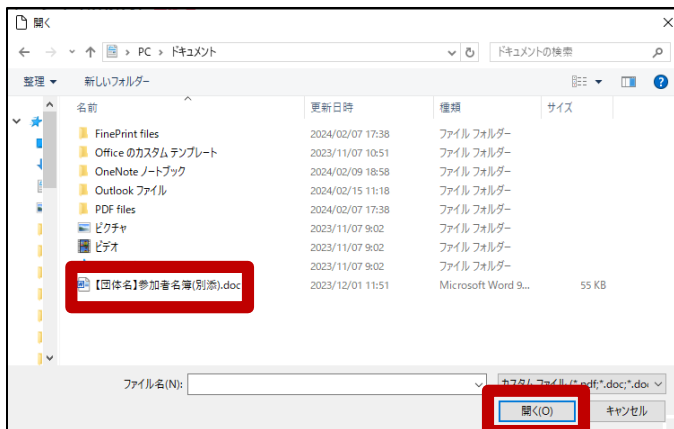 開く
PC › ドキュメント
ドキュメントの検索
整理
新しいフォルダー
名前 更新日時 種類 サイズ
FinePrint files 2024/02/07 17:38 ファイル フォルダー
Office のカスタム テンプレート 2023/11/07 10:51 ファイル フォルダー
OneNote ノートブック 2024/02/09 18:58 ファイル フォルダー
Outlook ファイル 2024/02/15 11:18 ファイル フォルダー
PDF files 2024/02/07 17:38 ファイル フォルダー
ピクチャ 2023/11/07 9:02 ファイル フォルダー
ビデオ 2023/11/07 9:02 ファイル フォルダー
2023/11/07 9:02 ファイル フォルダー
【団体名】参加者名簿(別添).doc 2023/12/01 11:51 Microsoft Word 9... 55 KB
ファイル名(N):
カスタム ファイル (*.pdf;*.doc;*.do
開く(O) キャンセル